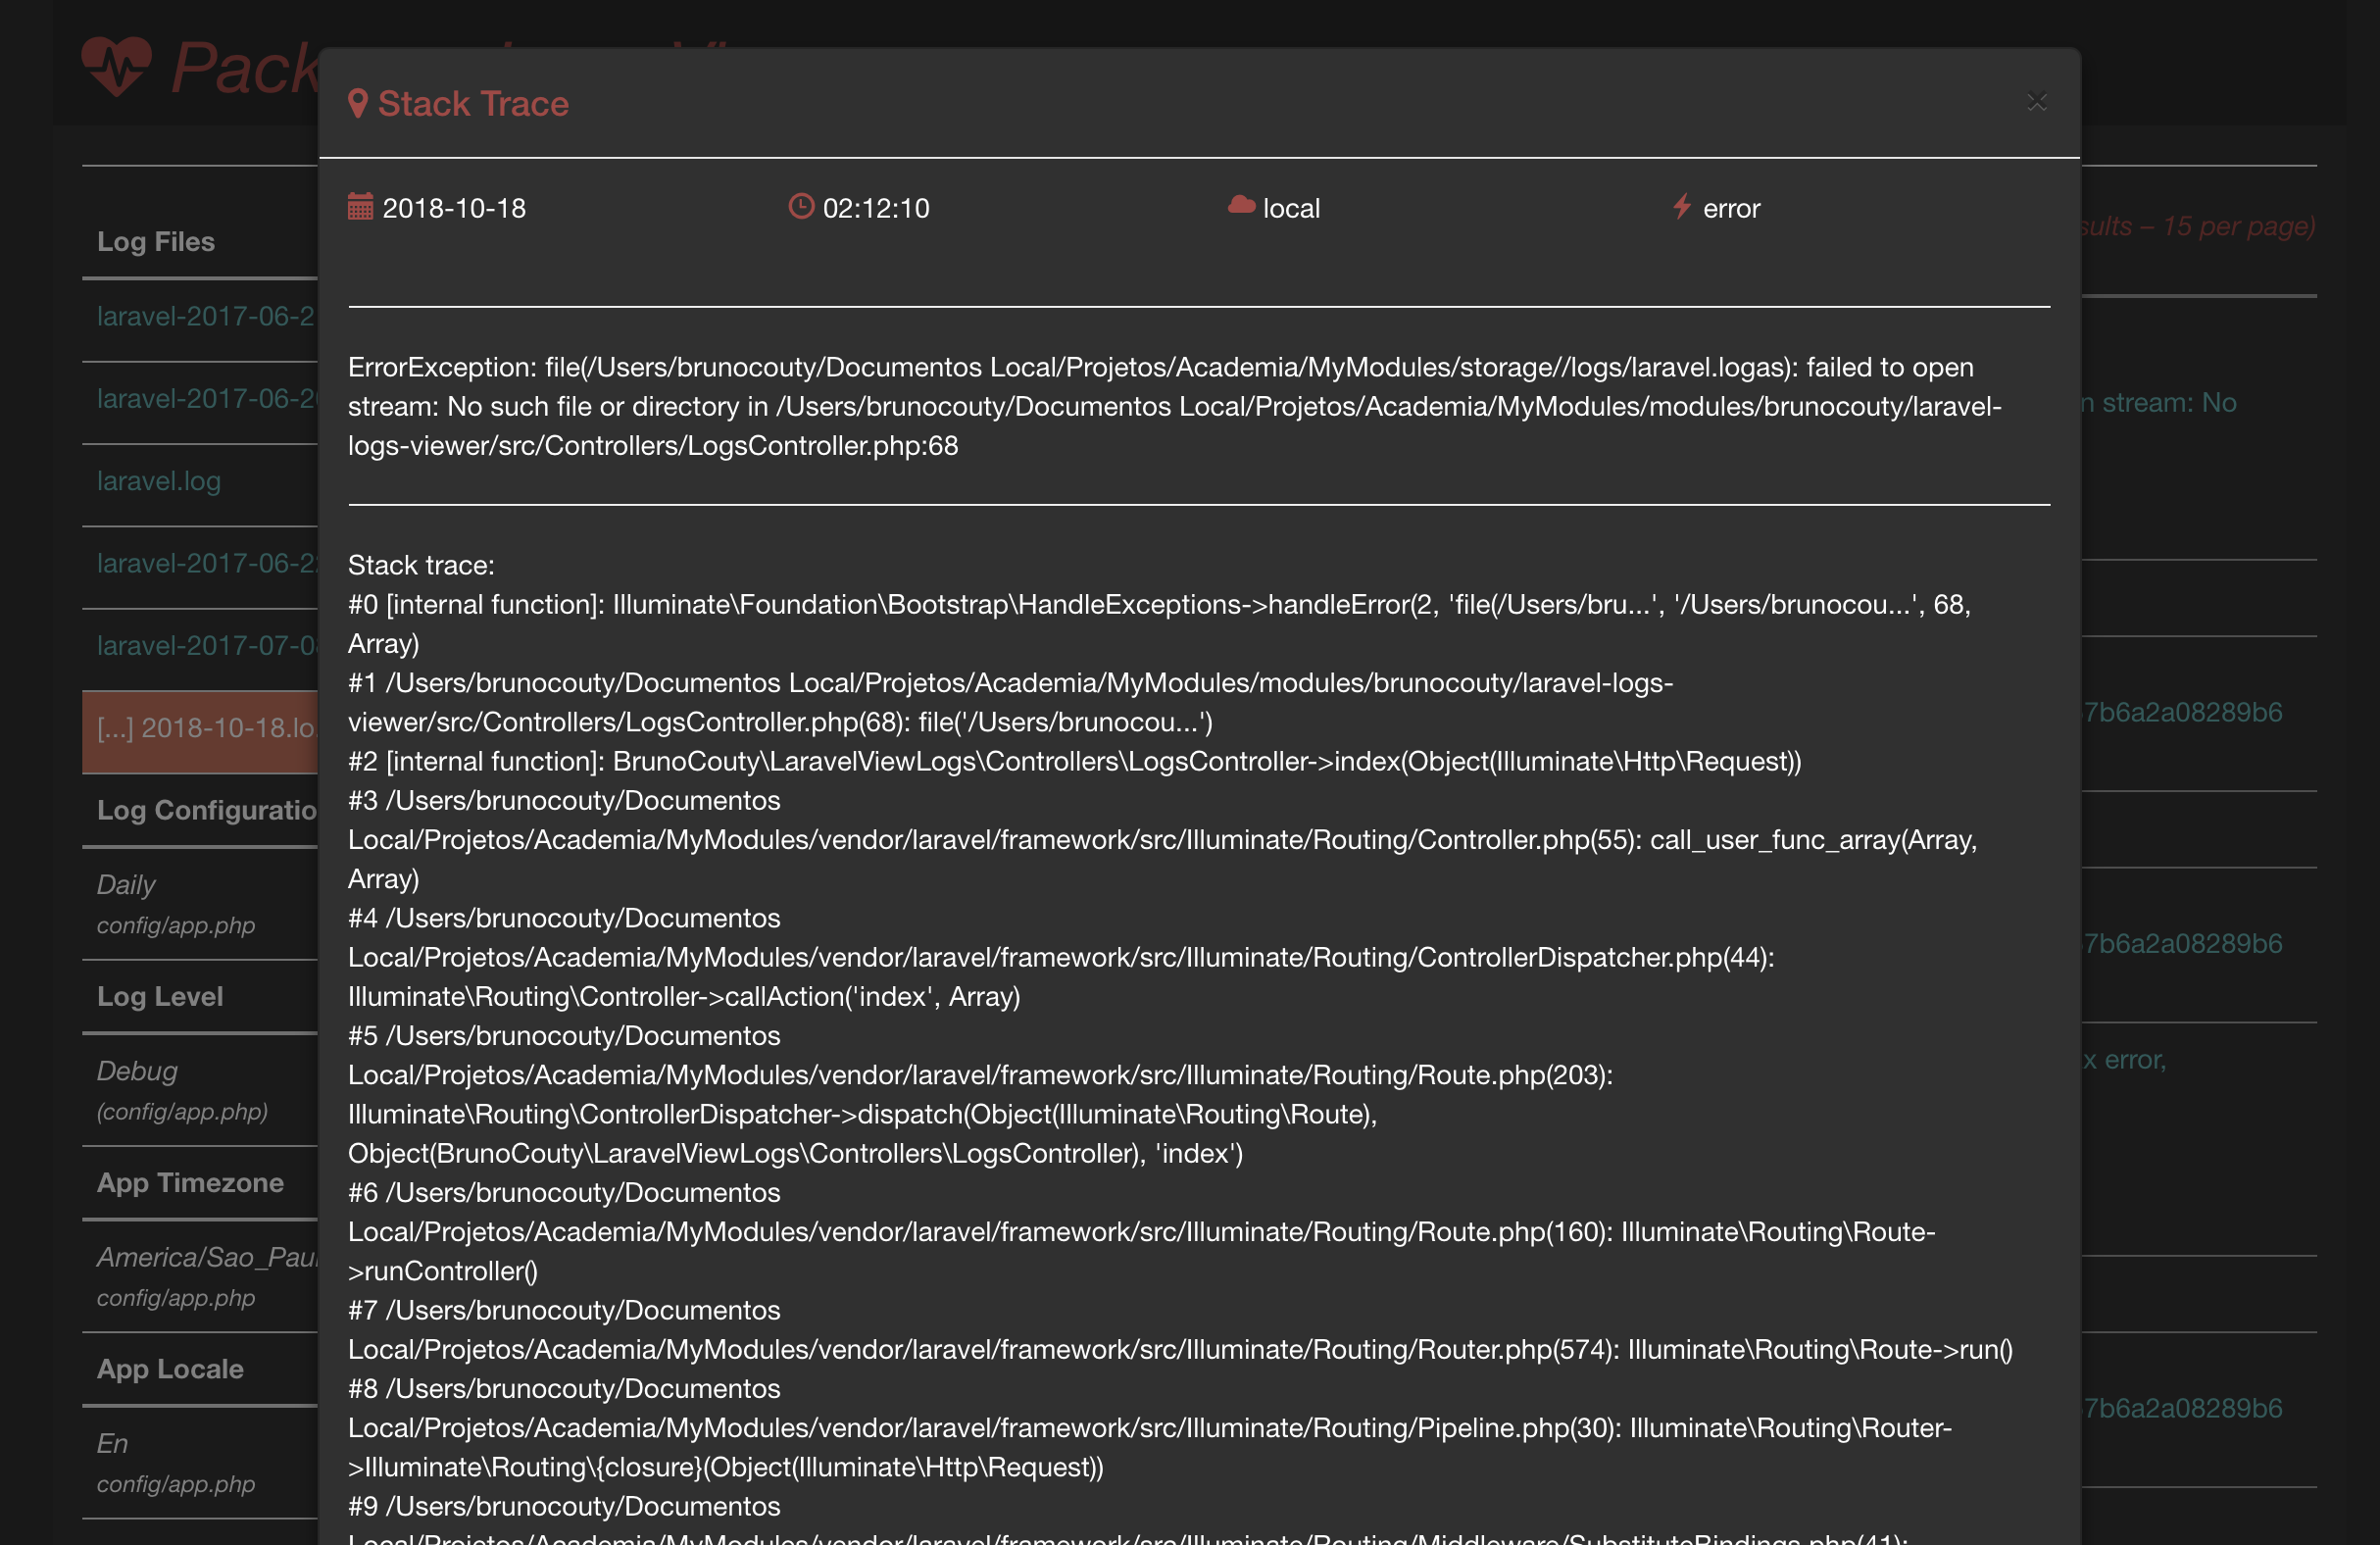 Pack
Stack Trace
×
2018-10-18
02:12:10
local
error
ErrorException: file(/Users/brunocouty/Documentos Local/Projetos/Academia/MyModules/storage//logs/laravel.logas): failed to open
stream: No such file or directory in /Users/brunocouty/Documentos Local/Projetos/Academia/MyModules/modules/brunocouty/laravel-
logs-viewer/src/Controllers/LogsController.php:68
Stack trace:
#0 [internal function]: Illuminate\Foundation\Bootstrap\HandleExceptions->handleError(2, 'file(/Users/bru...', '/Users/brunocou...', 68,
Array)
#1 /Users/brunocouty/Documentos Local/Projetos/Academia/MyModules/modules/brunocouty/laravel-logs-
viewer/src/Controllers/LogsController.php(68): file('/Users/brunocou...')
#2 [internal function]: BrunoCouty\LaravelViewLogs\Controllers\LogsController->index(Object(Illuminate\Http\Request))
#3 /Users/brunocouty/Documentos
Local/Projetos/Academia/MyModules/vendor/laravel/framework/src/Illuminate/Routing/Controller.php(55): call_user_func_array(Array,
Array)
#4 /Users/brunocouty/Documentos
Local/Projetos/Academia/MyModules/vendor/laravel/framework/src/Illuminate/Routing/ControllerDispatcher.php(44):
Illuminate\Routing\Controller->callAction('index', Array)
#5 /Users/brunocouty/Documentos
Local/Projetos/Academia/MyModules/vendor/laravel/framework/src/Illuminate/Routing/Route.php(203):
Illuminate\Routing\ControllerDispatcher->dispatch(Object(Illuminate\Routing\Route),
Object(BrunoCouty\LaravelViewLogs\Controllers\LogsController), 'index')
#6 /Users/brunocouty/Documentos
Local/Projetos/Academia/MyModules/vendor/laravel/framework/src/Illuminate/Routing/Route.php(160): Illuminate\Routing\Route-
>runController()
#7 /Users/brunocouty/Documentos
Local/Projetos/Academia/MyModules/vendor/laravel/framework/src/Illuminate/Routing/Router.php(574): Illuminate\Routing\Route->run()
#8 /Users/brunocouty/Documentos
Local/Projetos/Academia/MyModules/vendor/laravel/framework/src/Illuminate/Routing/Pipeline.php(30): Illuminate\Routing\Router-
>Illuminate\Routing\{closure}(Object(Illuminate\Http\Request))
#9 /Users/brunocouty/Documentos
Local/Projetos/Academia/MyModules/vendor/laravel/framework/src/Illuminate/Routing/Middleware/SubstituteBindings.php(41):
Log Files
laravel-2017-06-2
laravel-2017-06-2
laravel.log
laravel-2017-06-2
laravel-2017-07-0
[...] 2018-10-18.lo
Log Configuratio
Daily
config/app.php
Log Level
Debug
(config/app.php)
App Timezone
America/Sao_Pau
config/app.php
App Locale
En
config/app.php
sults – 15 per page)
n stream: No
7b6a2a08289b6
7b6a2a08289b6
x error,
7b6a2a08289b6